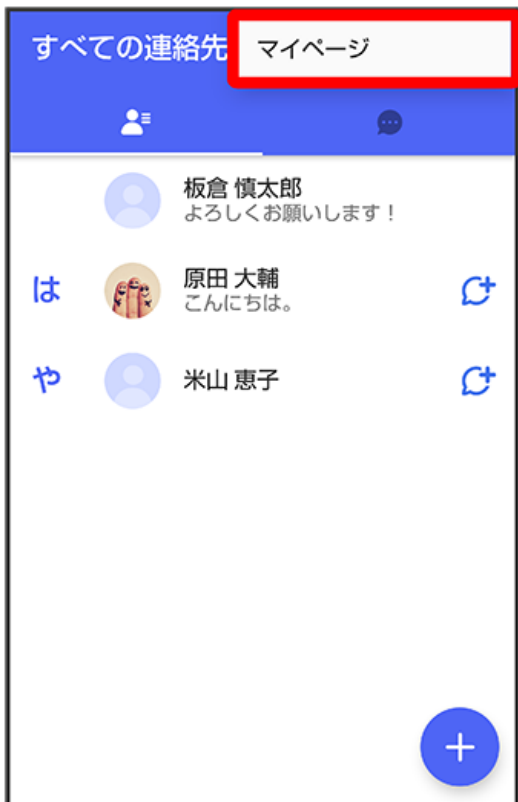 すべての連絡先
マイページ
板倉 慎太郎
よろしくお願いします！
は
原田 大輔
こんにちは。
や
米山 恵子